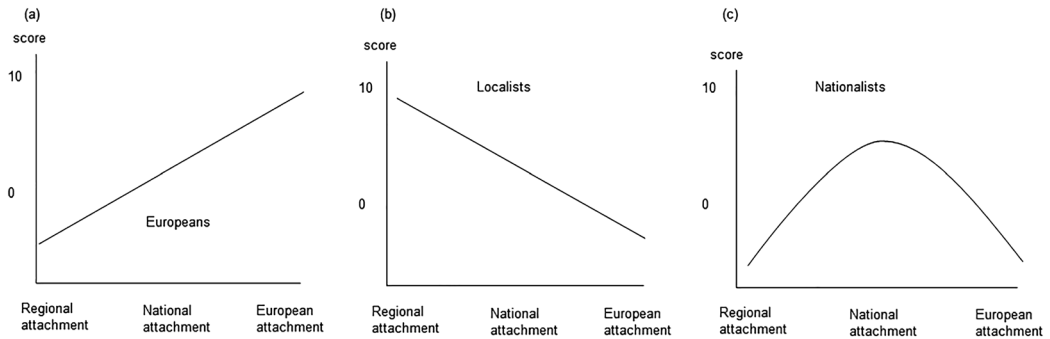 (a)
score
10
0
Europeans
Regional
attachment
National
attachment
European
attachment
(b)
score
10
Localists
0
Regional
attachment
National
attachment
European
attachment
(c)
score
10
Nationalists
0
Regional
attachment
National
attachment
European
attachment